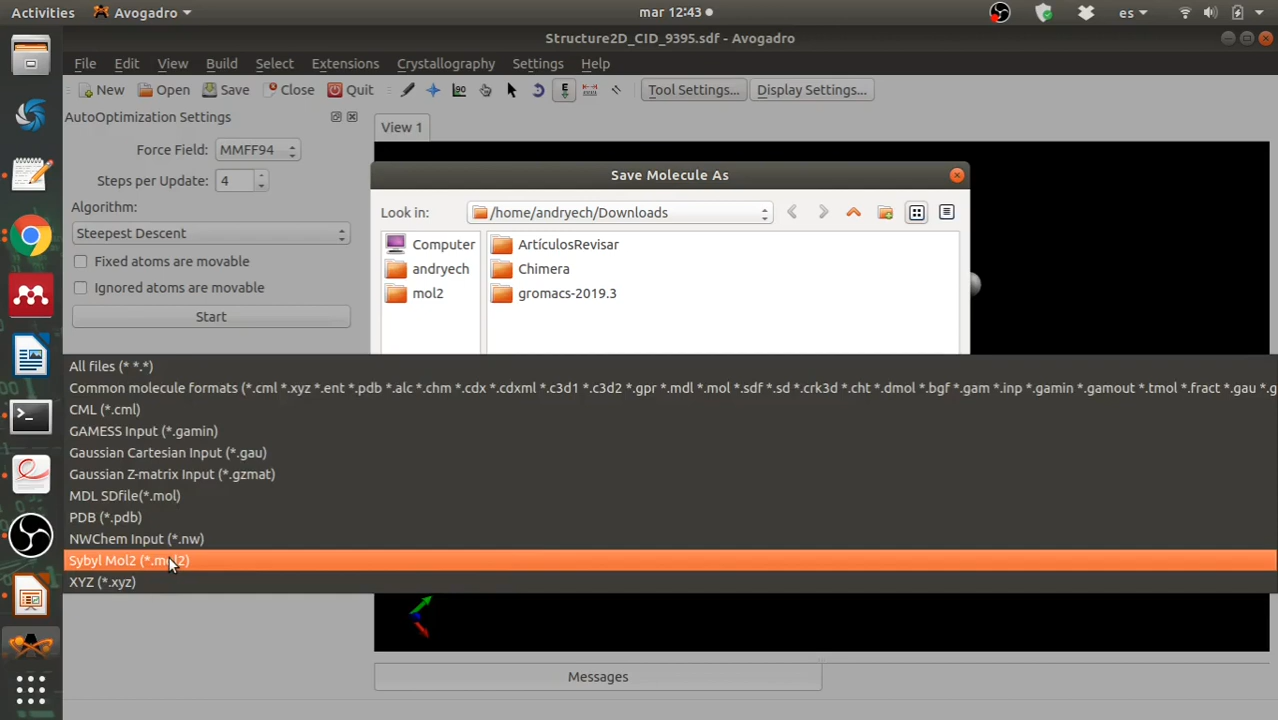 Activities Avogadro mar 12:43 es
Structure2D_CID_9395.sdf - Avogadro
File Edit View Build Select Extensions Crystallography Settings Help
New Open Save Close Quit Tool Settings... Display Settings...
AutoOptimization Settings
View 1
Force Field: MMFF94
Steps per Update: 4
Algorithm:
Steepest Descent
Fixed atoms are movable
Ignored atoms are movable
Start
Save Molecule As
Look in: /home/andryech/Downloads
Computer
andryech
mol2
ArtículosRevisar
Chimera
gromacs-2019.3
All files (* *.*)
Common molecule formats (*.cml *.xyz *.ent *.pdb *.alc *.chm *.cdx *.cdxml *.c3d1 *.c3d2 *.gpr *.mdl *.mol *.sdf *.sd *.crk3d *.cht *.dmol *.bgf *.gam *.inp *.gamin *.gamout *.tmol *.fract *.gau *.g
CML (*.cml)
GAMESS Input (*.gamin)
Gaussian Cartesian Input (*.gau)
Gaussian Z-matrix Input (*.gzmat)
MDL SDfile(*.mol)
PDB (*.pdb)
NWChem Input (*.nw)
Sybyl Mol2 (*.mol2)
XYZ (*.xyz)
Messages